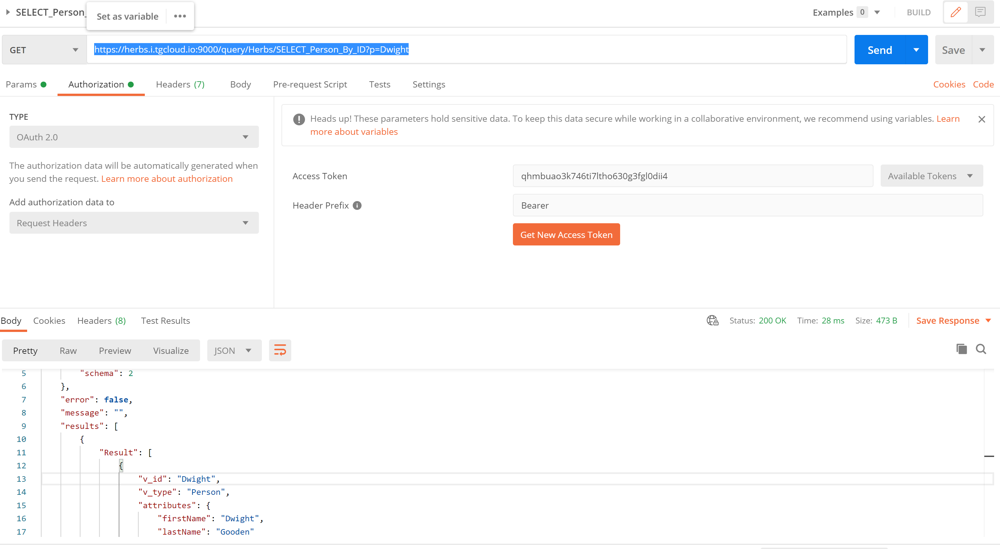 SELECT_Person_
Set as variable
Examples 0
BUILD
GET
https://herbs.i.tgcloud.io:9000/query/Herbs/SELECT_Person_By_ID?p=Dwight
Send
Save
Params
Authorization
Headers (7)
Body
Pre-request Script
Tests
Settings
Cookies
Code
TYPE
OAuth 2.0
The authorization data will be automatically generated when
you send the request. Learn more about authorization
Add authorization data to
Request Headers
Heads up! These parameters hold sensitive data. To keep this data secure while working in a collaborative environment, we recommend using variables. Learn
more about variables
Access Token
qhmbuao3k746ti7ltho630g3fgl0dii4
Available Tokens
Header Prefix
Bearer
Get New Access Token
Body
Cookies
Headers (8)
Test Results
Status: 200 OK
Time: 28 ms
Size: 473 B
Save Response
Pretty
Raw
Preview
Visualize
JSON
5 "schema": 2
6 },
7 "error": false,
8 "message": "",
9 "results": [
10 {
11 "Result": [
12 {
13 "v_id": "Dwight",
14 "v_type": "Person",
15 "attributes": {
16 "firstName": "Dwight",
17 "lastName": "Gooden"